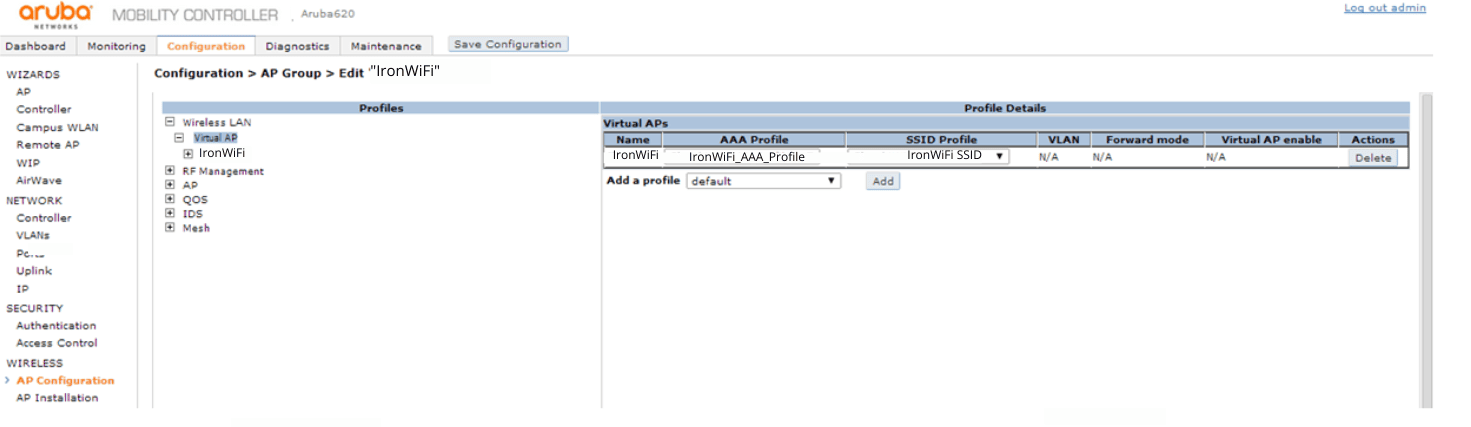 aruba NETWORKS MOBILITY CONTROLLER Aruba620
Log out admin
Dashboard Monitoring Configuration Diagnostics Maintenance Save Configuration
Configuration > AP Group > Edit "IronWiFi"
WIZARDS
AP
Controller
Campus WLAN
Remote AP
WIP
AirWave
NETWORK
Controller
VLANs
Uplink
IP
SECURITY
Authentication
Access Control
WIRELESS
> AP Configuration
AP Installation
Profiles
Wireless LAN
Virtual AP
IronWiFi
RF Management
AP
QOS
IDS
Mesh
Profile Details
Virtual APs
Name AAA Profile SSID Profile VLAN Forward mode Virtual AP enable Actions
IronWiFi IronWiFi_AAA_Profile IronWiFi SSID N/A N/A N/A Delete
Add a profile default Add